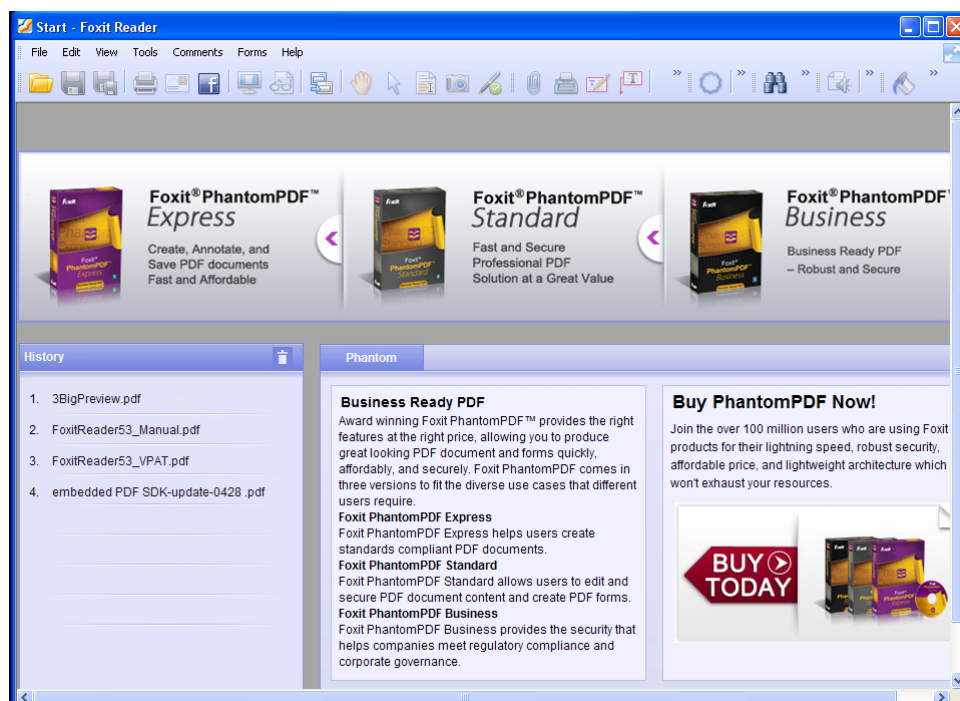 Start - Foxit Reader
File Edit View Tools Comments Forms Help
Foxit®PhantomPDF™
Express
Create, Annotate, and
Save PDF documents
Fast and Affordable
Foxit®PhantomPDF™
Standard
Fast and Secure
Professional PDF
Solution at a Great Value
Foxit®PhantomPDF™
Business
Business Ready PDF
– Robust and Secure
History
1. 3BigPreview.pdf
2. FoxitReader53_Manual.pdf
3. FoxitReader53_VPAT.pdf
4. embedded PDF SDK-update-0428 .pdf
Phantom
Business Ready PDF
Award winning Foxit PhantomPDF™ provides the right
features at the right price, allowing you to produce
great looking PDF document and forms quickly,
affordably, and securely. Foxit PhantomPDF comes in
three versions to fit the diverse use cases that different
users require.
Foxit PhantomPDF Express
Foxit PhantomPDF Express helps users create
standards compliant PDF documents.
Foxit PhantomPDF Standard
Foxit PhantomPDF Standard allows users to edit and
secure PDF document content and create PDF forms.
Foxit PhantomPDF Business
Foxit PhantomPDF Business provides the security that
helps companies meet regulatory compliance and
corporate governance.
Buy PhantomPDF Now!
Join the over 100 million users who are using Foxit
products for their lightning speed, robust security,
affordable price, and lightweight architecture which
won't exhaust your resources.
BUY
TODAY